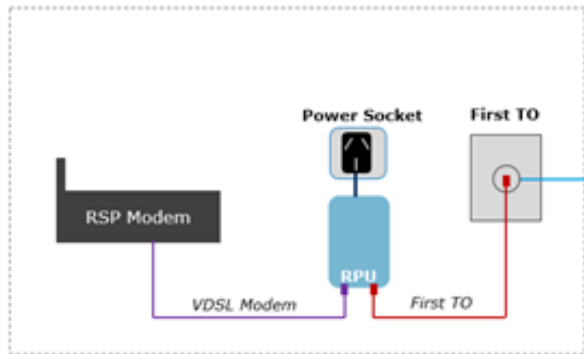 Power Socket
First TO
RSP Modem
RPU
VDSL Modem
First TO